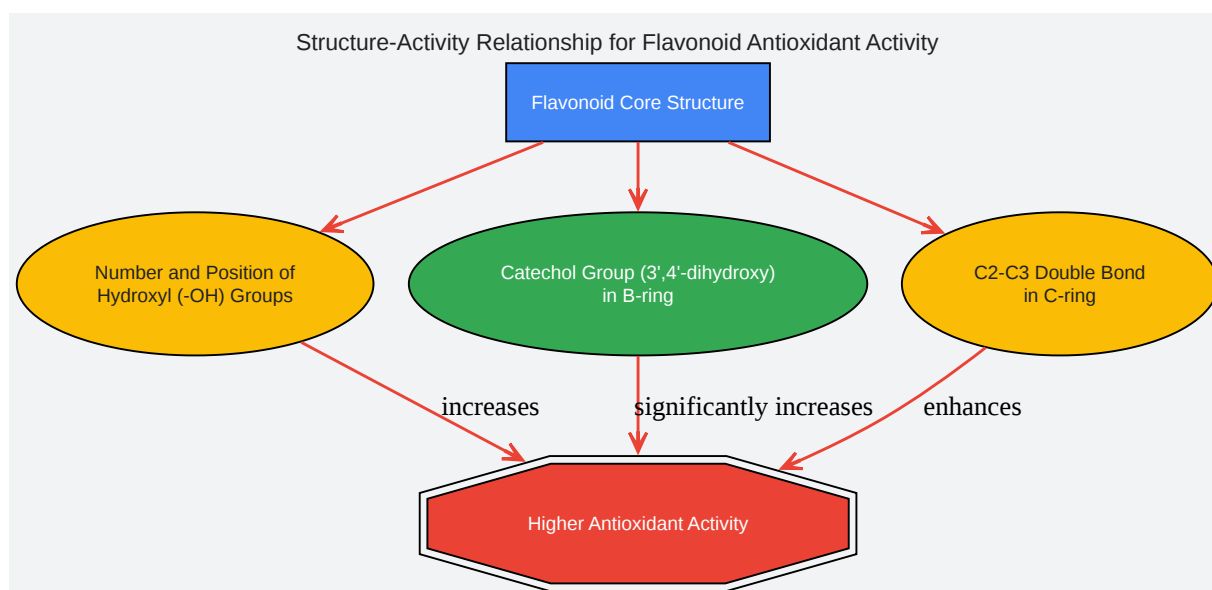 Structure-Activity Relationship for Flavonoid Antioxidant Activity
Flavonoid Core Structure
Number and Position of
Hydroxyl (-OH) Groups
Catechol Group (3',4'-dihydroxy)
in B-ring
C2-C3 Double Bond
in C-ring
increases
significantly increases
enhances
Higher Antioxidant Activity